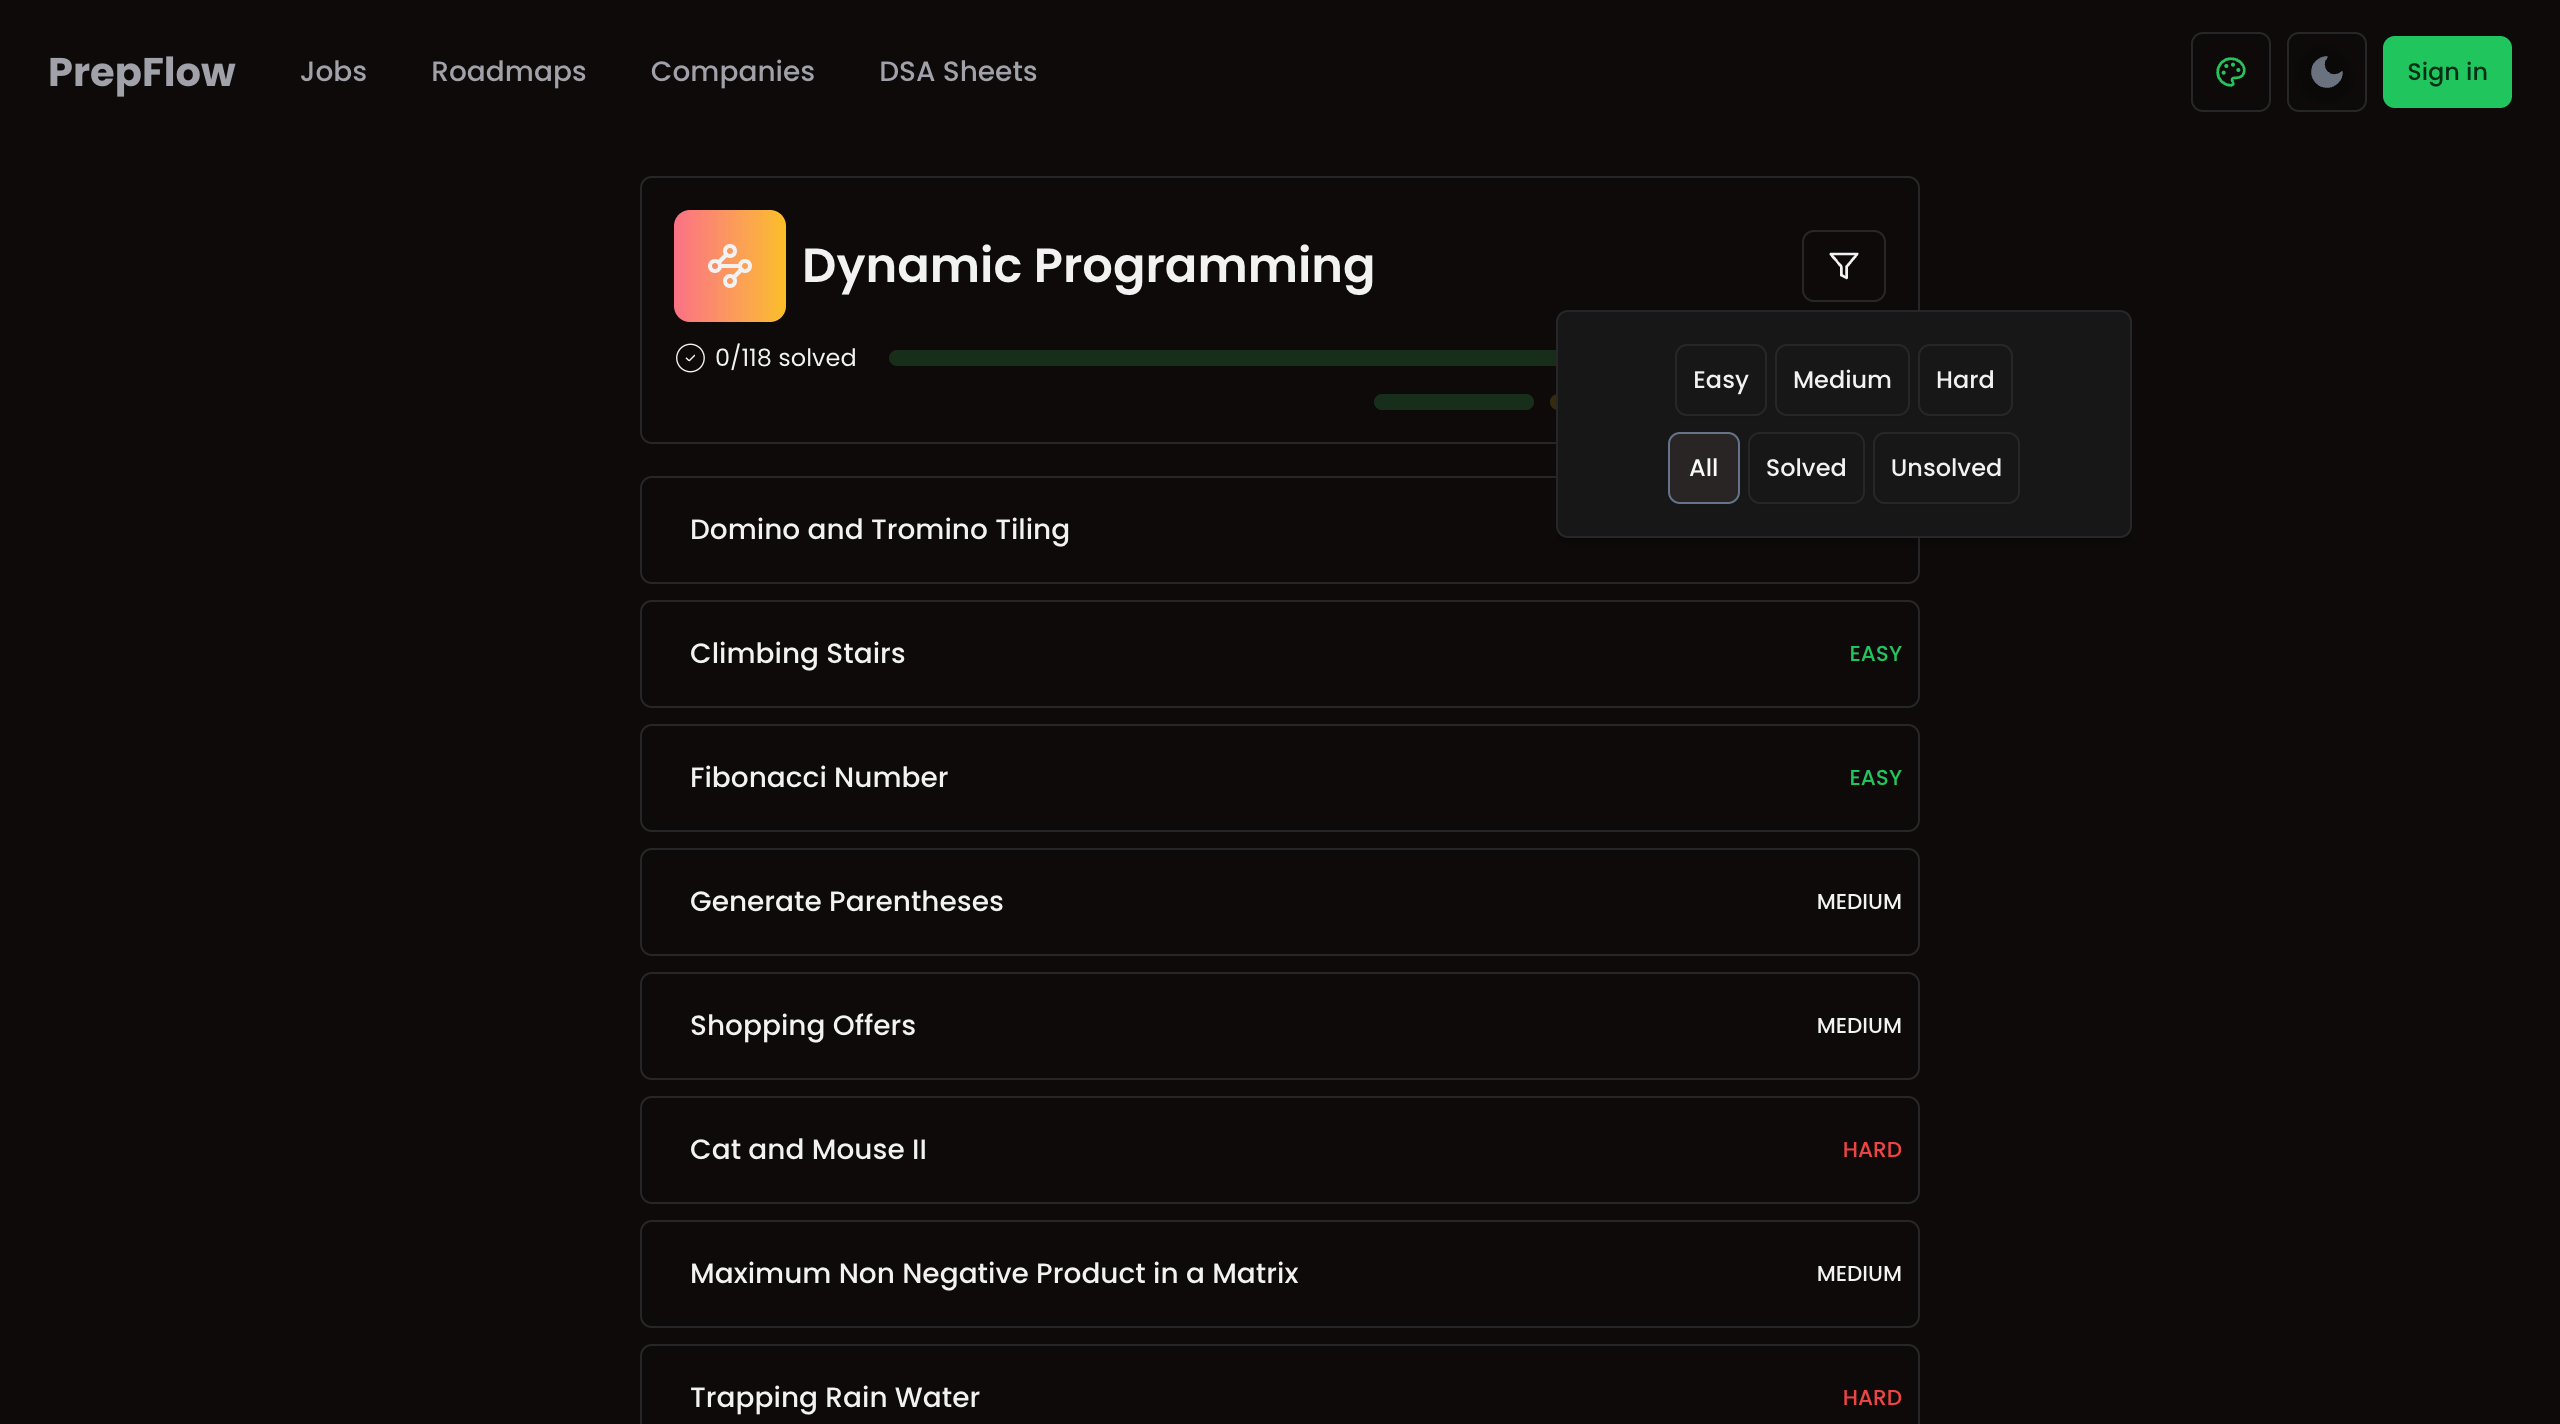 PrepFlow Jobs Roadmaps Companies DSA Sheets Sign in
Dynamic Programming
0/118 solved
Easy Medium Hard
All Solved Unsolved
Domino and Tromino Tiling
Climbing Stairs EASY
Fibonacci Number EASY
Generate Parentheses MEDIUM
Shopping Offers MEDIUM
Cat and Mouse II HARD
Maximum Non Negative Product in a Matrix MEDIUM
Trapping Rain Water HARD